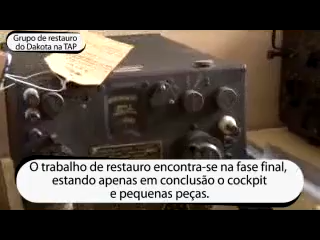 Grupo de restauro
do Dakota na TAP
O trabalho de restauro encontra-se na fase final,
estando apenas em conclusão o cockpit
e pequenas peças.